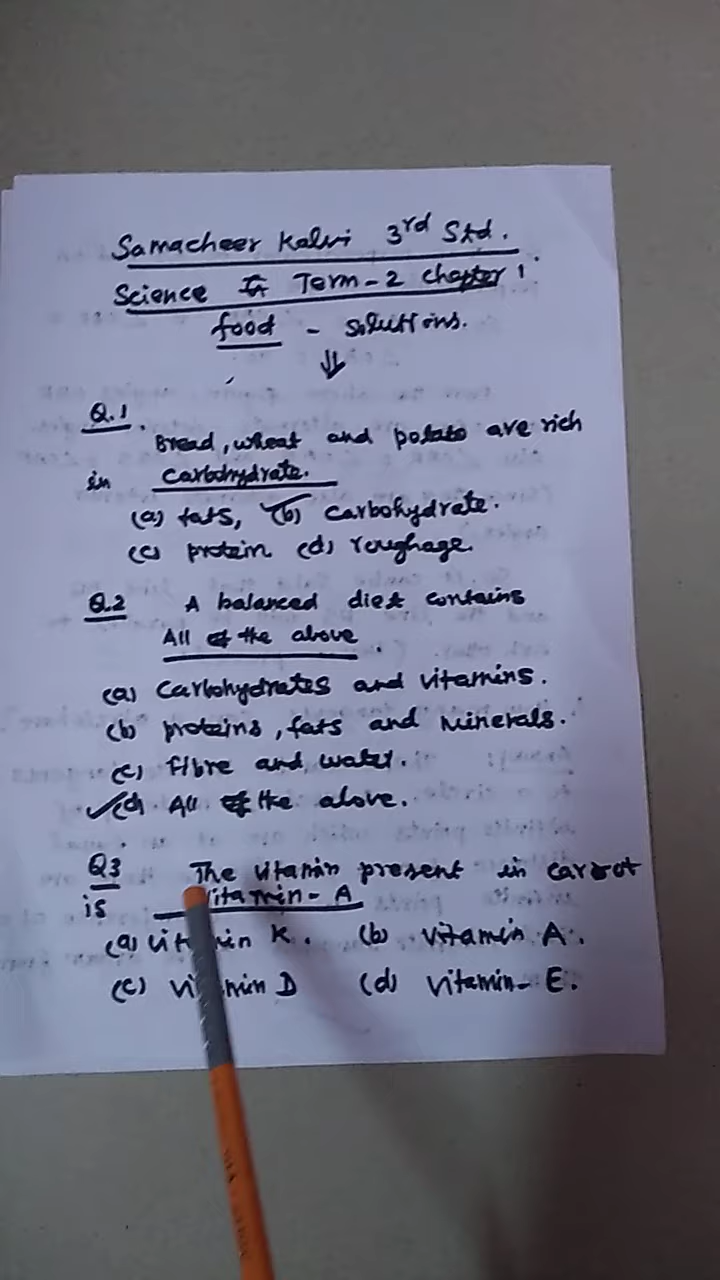 Samacheer Kalvi 3rd Std.
Science Term-2 chapter 1.
food - solutions.
⇓
Q.1. Bread, wheat and potato are rich
in carbohydrate.
(a) fats, (b) carbohydrate.
(c) protein (d) roughage.
Q.2 A balanced diet contains
All of the above.
(a) Carbohydrates and vitamins.
(b) proteins, fats and minerals.
(c) Fibre and water.
✓(d) All of the above.
Q3 The vitamin present in carrot
is vitamin-A
(a) vitamin K. (b) vitamin A.
(c) vitamin D (d) vitamin-E.